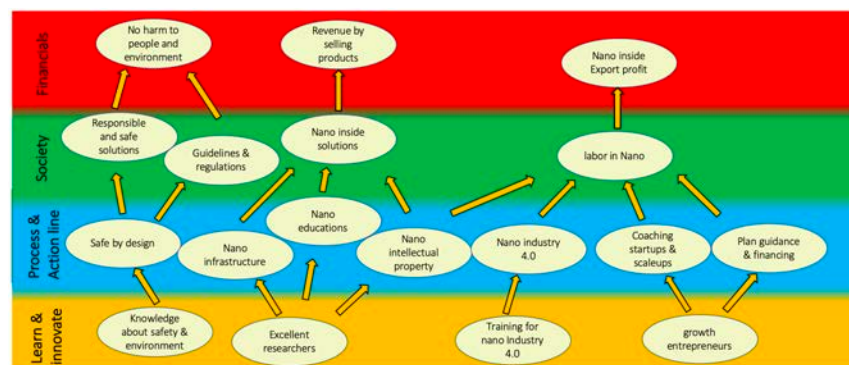 Financials
No harm to
people and
environment
Revenue by
selling
products
Nano inside
Export profit
Society
Responsible
and safe
solutions
Guidelines &
regulations
Nano inside
solutions
labor in Nano
Process &
Action line
Safe by design
Nano
infrastructure
Nano
educations
Nano
intellectual
property
Nano industry
4.0
Coaching
startups &
scaleups
Plan guidance
& financing
Learn &
innovate
Knowledge
about safety &
environment
Excellent
researchers
Training for
nano Industry
4.0
growth
entrepreneurs